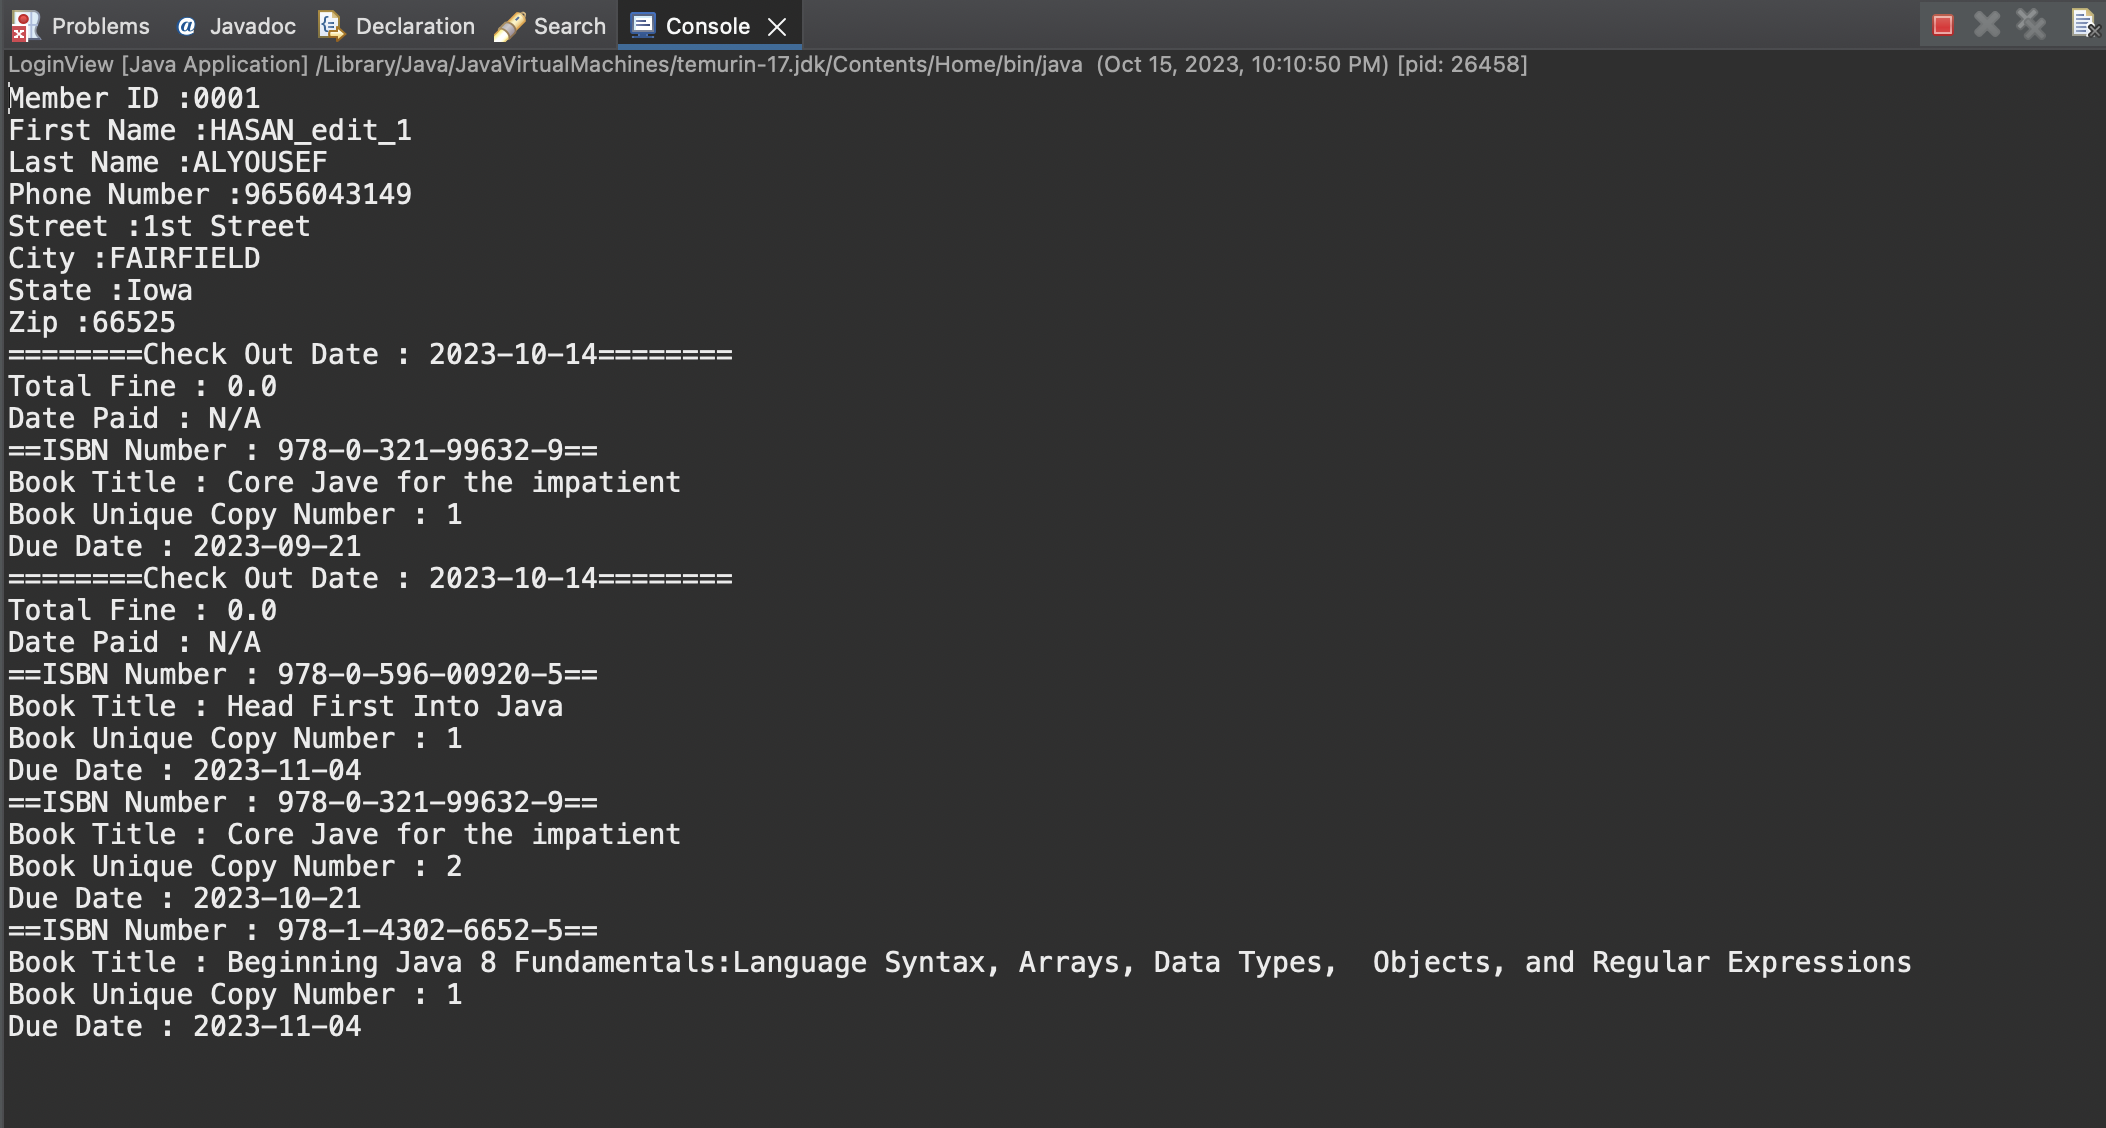 Problems Javadoc Declaration Search Console
LoginView [Java Application] /Library/Java/JavaVirtualMachines/temurin-17.jdk/Contents/Home/bin/java (Oct 15, 2023, 10:10:50 PM) [pid: 26458]
Member ID :0001
First Name :HASAN_edit_1
Last Name :ALYOUSEF
Phone Number :9656043149
Street :1st Street
City :FAIRFIELD
State :Iowa
Zip :66525
========Check Out Date : 2023-10-14========
Total Fine : 0.0
Date Paid : N/A
==ISBN Number : 978-0-321-99632-9==
Book Title : Core Jave for the impatient
Book Unique Copy Number : 1
Due Date : 2023-09-21
========Check Out Date : 2023-10-14========
Total Fine : 0.0
Date Paid : N/A
==ISBN Number : 978-0-596-00920-5==
Book Title : Head First Into Java
Book Unique Copy Number : 1
Due Date : 2023-11-04
==ISBN Number : 978-0-321-99632-9==
Book Title : Core Jave for the impatient
Book Unique Copy Number : 2
Due Date : 2023-10-21
==ISBN Number : 978-1-4302-6652-5==
Book Title : Beginning Java 8 Fundamentals:Language Syntax, Arrays, Data Types,  Objects, and Regular Expressions
Book Unique Copy Number : 1
Due Date : 2023-11-04